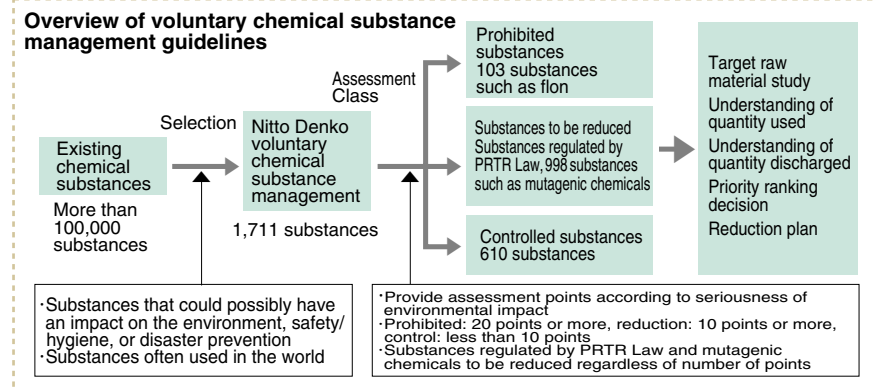 Overview of voluntary chemical substance
management guidelines
Existing
chemical
substances
More than
100,000
substances
Selection
Nitto Denko
voluntary
chemical
substance
management
1,711 substances
Assessment
Class
Prohibited
substances
103 substances
such as flon
Substances to be reduced
Substances regulated by
PRTR Law, 998 substances
such as mutagenic chemicals
Controlled substances
610 substances
Target raw
material study
Understanding of
quantity used
Understanding of
quantity discharged
Priority ranking
decision
Reduction plan
·Substances that could possibly have
an impact on the environment, safety/
hygiene, or disaster prevention
·Substances often used in the world
·Provide assessment points according to seriousness of
environmental impact
·Prohibited: 20 points or more, reduction: 10 points or more,
control: less than 10 points
·Substances regulated by PRTR Law and mutagenic
chemicals to be reduced regardless of number of points